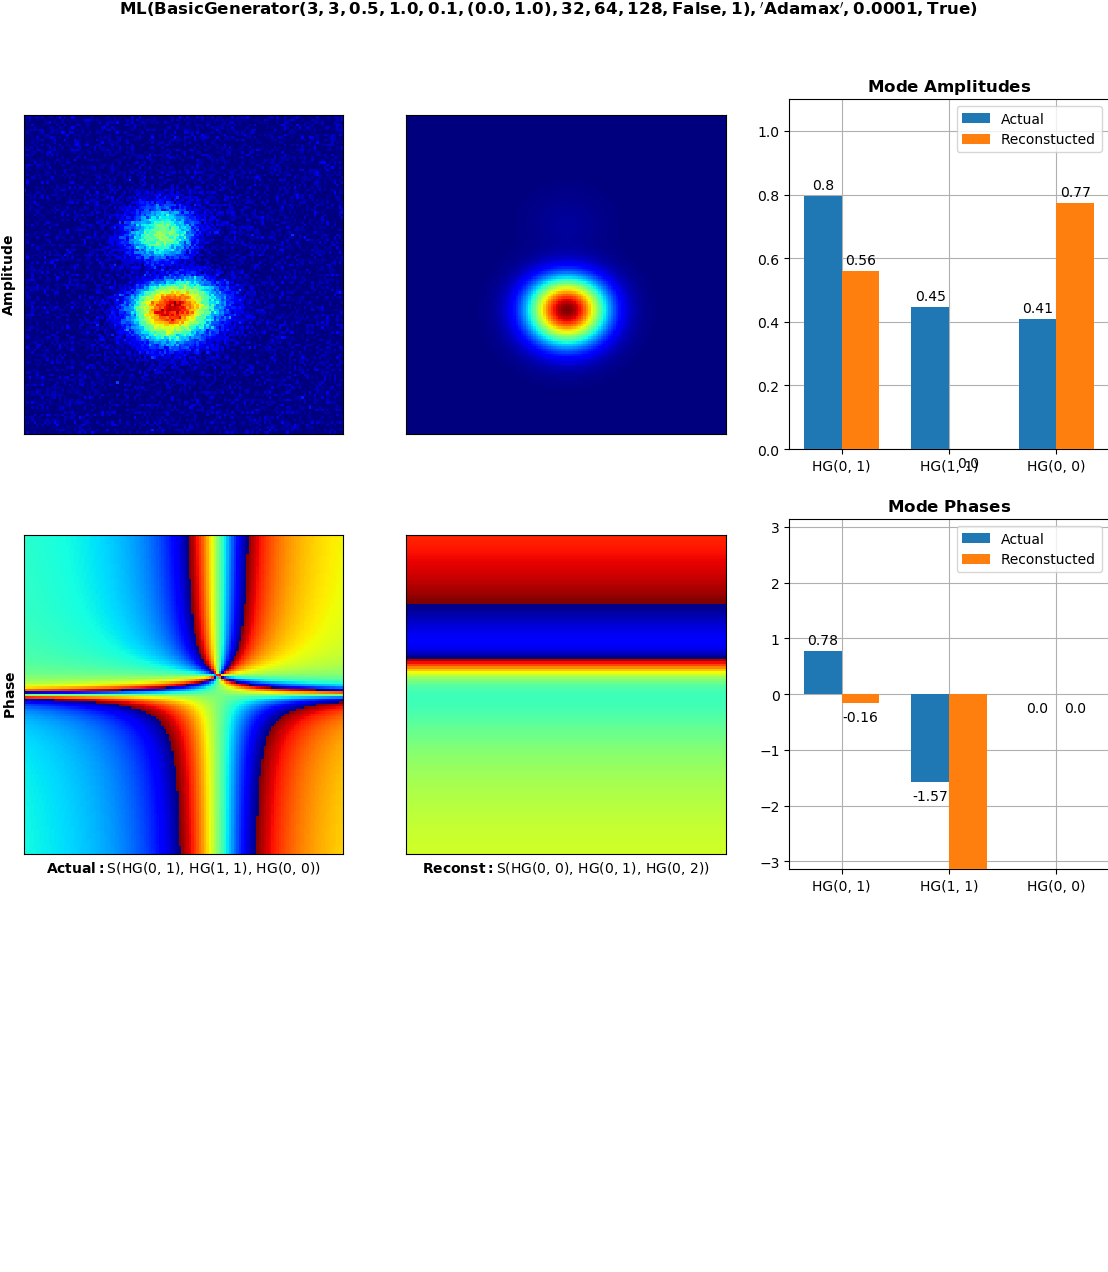 ML(BasicGenerator(3, 3, 0.5, 1.0, 0.1, (0.0, 1.0), 32, 64, 128, False, 1), 'Adamax', 0.0001, True)
Amplitude
Mode Amplitudes
Actual
Reconstucted
1.0
0.8
0.6
0.4
0.2
0.0
0.8
0.56
0.45
0.0
0.41
0.77
HG(0, 1)
HG(1, 1)
HG(0, 0)
Phase
Actual: S(HG(0, 1), HG(1, 1), HG(0, 0))
Reconst: S(HG(0, 0), HG(0, 1), HG(0, 2))
Mode Phases
Actual
Reconstucted
3
2
1
0
−1
−2
−3
0.78
-0.16
-1.57
0.0
0.0
HG(0, 1)
HG(1, 1)
HG(0, 0)